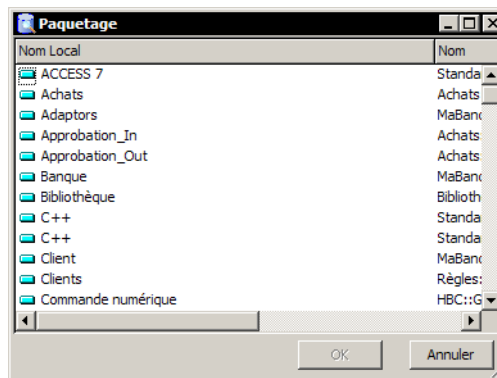 Paquetage
Nom Local Nom
ACCESS 7 Standa
Achats Achats
Adaptors MaBanc
Approbation_In Achats
Approbation_Out Achats
Banque MaBanc
Bibliothèque Biblioth
C++ Standa
C++ Standa
Client MaBanc
Clients Règles:
Commande numérique HBC::G
OK Annuler